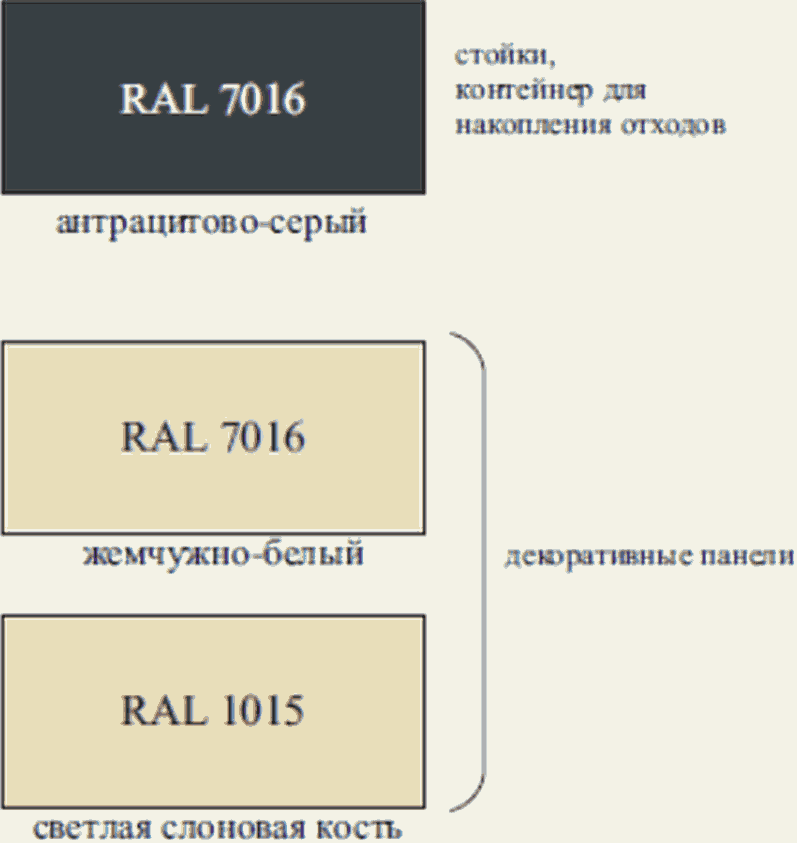 RAL 7016
стойки,
контейнер для
накопления отходов
антрацитово-серый
RAL 7016
жемчужно-белый
декоративные панели
RAL 1015
светлая слоновая кость